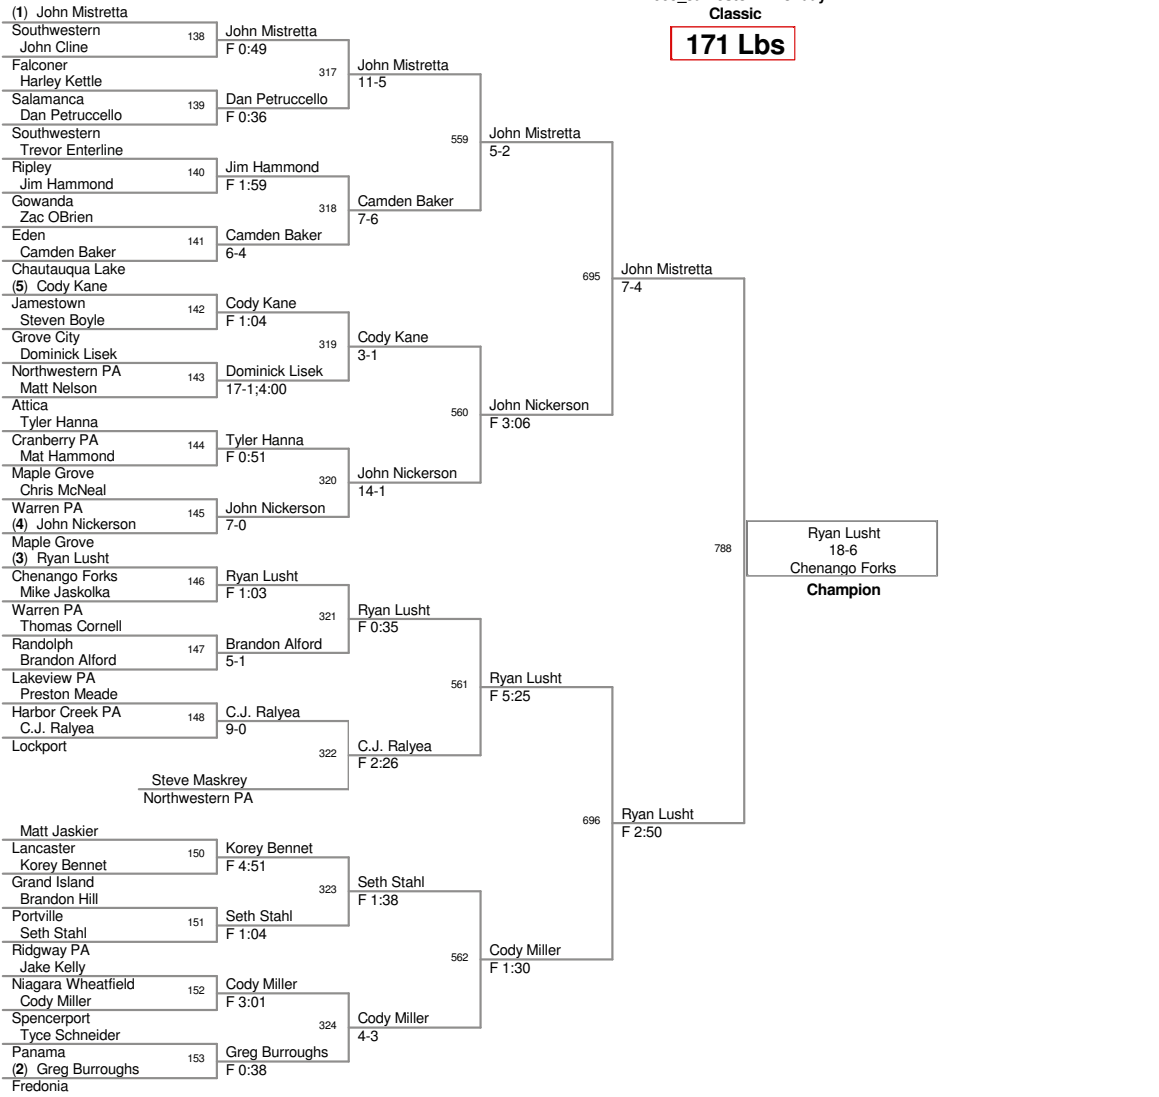 Classic
171 Lbs
(1) John Mistretta
Southwestern
138
John Cline
Falconer
Harley Kettle
Salamanca
139
Dan Petruccello
Southwestern
Trevor Enterline
Ripley
140
Jim Hammond
Gowanda
Zac OBrien
Eden
141
Camden Baker
Chautauqua Lake
(5) Cody Kane
Jamestown
142
Steven Boyle
Grove City
Dominick Lisek
Northwestern PA
143
Matt Nelson
Attica
Tyler Hanna
Cranberry PA
144
Mat Hammond
Maple Grove
Chris McNeal
Warren PA
145
(4) John Nickerson
Maple Grove
(3) Ryan Lusht
Chenango Forks
146
Mike Jaskolka
Warren PA
Thomas Cornell
Randolph
147
Brandon Alford
Lakeview PA
Preston Meade
Harbor Creek PA
148
C.J. Ralyea
Lockport
Steve Maskrey
Northwestern PA
Matt Jaskier
Lancaster
150
Korey Bennet
Grand Island
Brandon Hill
Portville
151
Seth Stahl
Ridgway PA
Jake Kelly
Niagara Wheatfield
152
Cody Miller
Spencerport
Tyce Schneider
Panama
153
(2) Greg Burroughs
Fredonia
John Mistretta
F 0:49
317
Dan Petruccello
F 0:36
Jim Hammond
F 1:59
318
Camden Baker
6-4
Cody Kane
F 1:04
319
Dominick Lisek
17-1;4:00
Tyler Hanna
F 0:51
320
John Nickerson
7-0
Ryan Lusht
F 1:03
321
Brandon Alford
5-1
C.J. Ralyea
9-0
322
Korey Bennet
F 4:51
323
Seth Stahl
F 1:04
Cody Miller
F 3:01
324
Greg Burroughs
F 0:38
John Mistretta
11-5
559
Camden Baker
7-6
Cody Kane
3-1
560
John Nickerson
14-1
Ryan Lusht
F 0:35
561
C.J. Ralyea
F 2:26
Seth Stahl
F 1:38
562
Cody Miller
4-3
John Mistretta
5-2
695
John Nickerson
F 3:06
Ryan Lusht
F 5:25
696
Cody Miller
F 1:30
John Mistretta
7-4
788
Ryan Lusht
F 2:50
Ryan Lusht
18-6
Chenango Forks
Champion